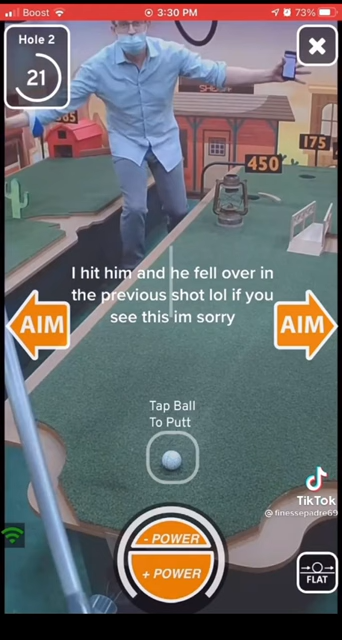 Boost
3:30 PM
73%
Hole 2
21
450
175
I hit him and he fell over in
the previous shot lol if you
see this im sorry
AIM
AIM
Tap Ball
To Putt
TikTok
@finessepadre69
- POWER
+ POWER
FLAT